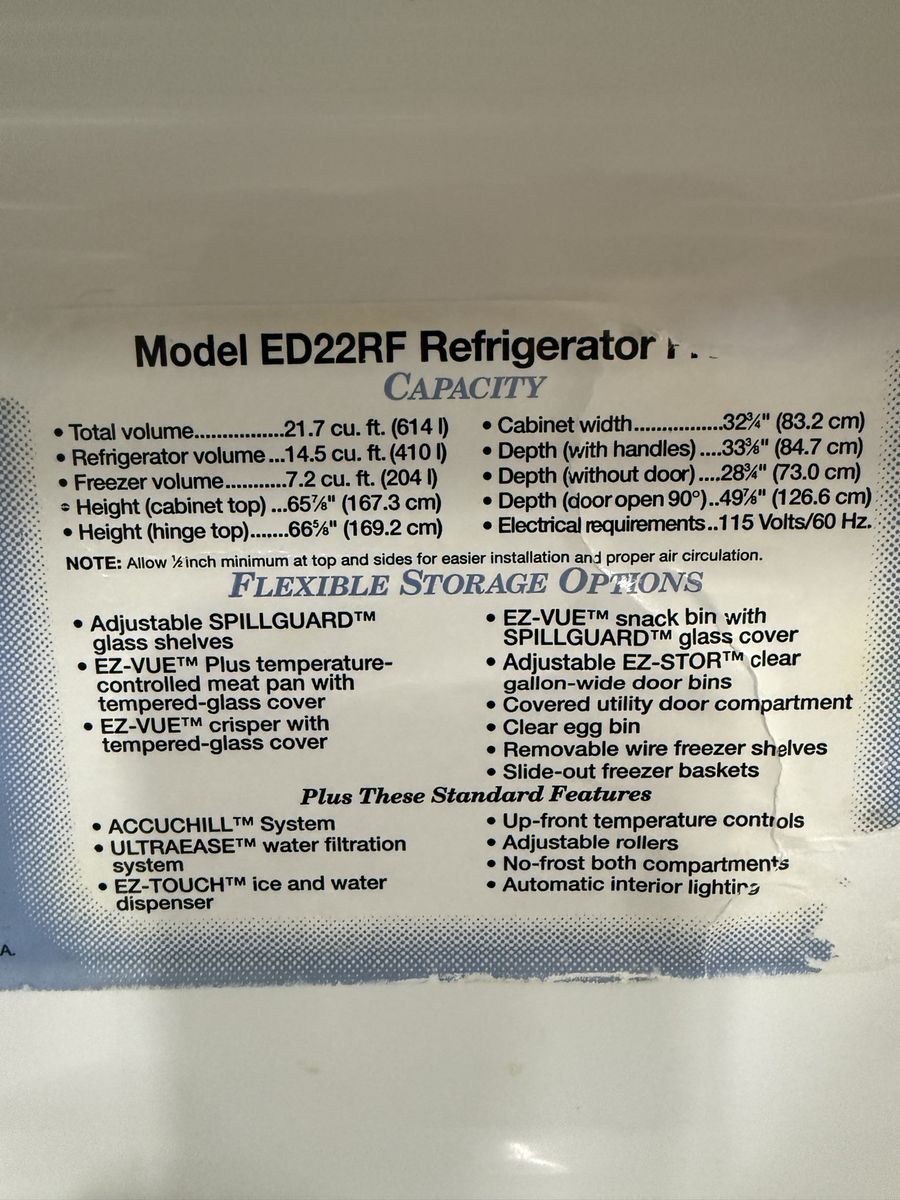 Model ED22RF Refrigerator
CAPACITY
• Total volume................21.7 cu. ft. (614 l)
• Refrigerator volume...14.5 cu. ft. (410 l)
• Freezer volume...........7.2 cu. ft. (204 l)
• Height (cabinet top) ...65⅞" (167.3 cm)
• Height (hinge top).......66⅝" (169.2 cm)
• Cabinet width................32¾" (83.2 cm)
• Depth (with handles) ....33⅜" (84.7 cm)
• Depth (without door) ....28¾" (73.0 cm)
• Depth (door open 90°)..49⅞" (126.6 cm)
• Electrical requirements..115 Volts/60 Hz.
NOTE: Allow ½ inch minimum at top and sides for easier installation and proper air circulation.
FLEXIBLE STORAGE OPTIONS
• Adjustable SPILLGUARD™
glass shelves
• EZ-VUE™ Plus temperature-
controlled meat pan with
tempered-glass cover
• EZ-VUE™ crisper with
tempered-glass cover
• EZ-VUE™ snack bin with
SPILLGUARD™ glass cover
• Adjustable EZ-STOR™ clear
gallon-wide door bins
• Covered utility door compartment
• Clear egg bin
• Removable wire freezer shelves
• Slide-out freezer baskets
Plus These Standard Features
• ACCUCHILL™ System
• ULTRAEASE™ water filtration
system
• EZ-TOUCH™ ice and water
dispenser
• Up-front temperature controls
• Adjustable rollers
• No-frost both compartments
• Automatic interior lighting
A.